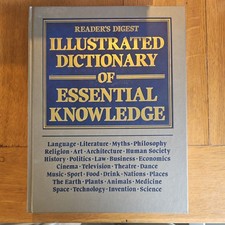 READER'S DIGEST
ILLUSTRATED
DICTIONARY
OF
ESSENTIAL
KNOWLEDGE
Language · Literature · Myths · Philosophy
Religion · Art · Architecture · Human Society
History · Politics · Law · Business · Economics
Cinema · Television · Theatre · Dance
Music · Sport · Food · Drink · Nations · Places
The Earth · Plants · Animals · Medicine
Space · Technology · Invention · Science